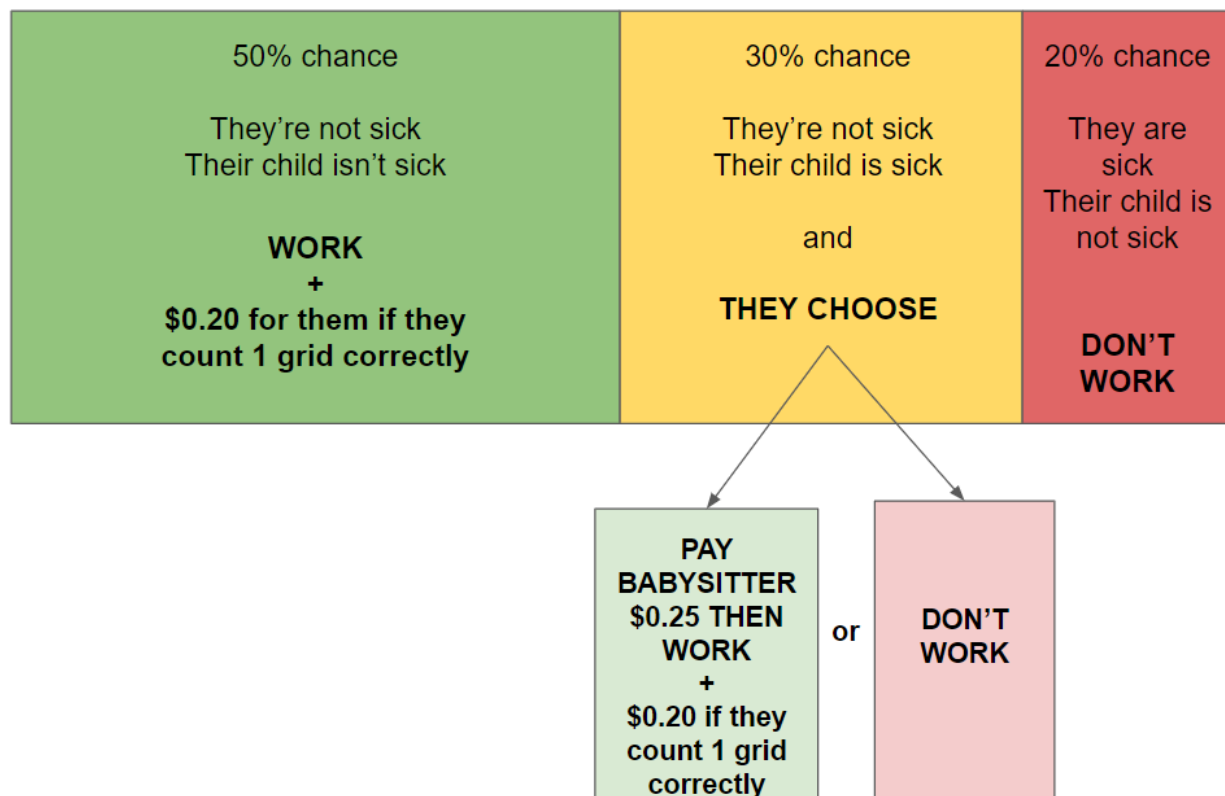 50% chance
They’re not sick
Their child isn’t sick
WORK
+
$0.20 for them if they
count 1 grid correctly
30% chance
They’re not sick
Their child is sick
and
THEY CHOOSE
20% chance
They are
sick
Their child is
not sick
DON’T
WORK
PAY
BABYSITTER
$0.25 THEN
WORK
+
$0.20 if they
count 1 grid
correctly
or
DON’T
WORK